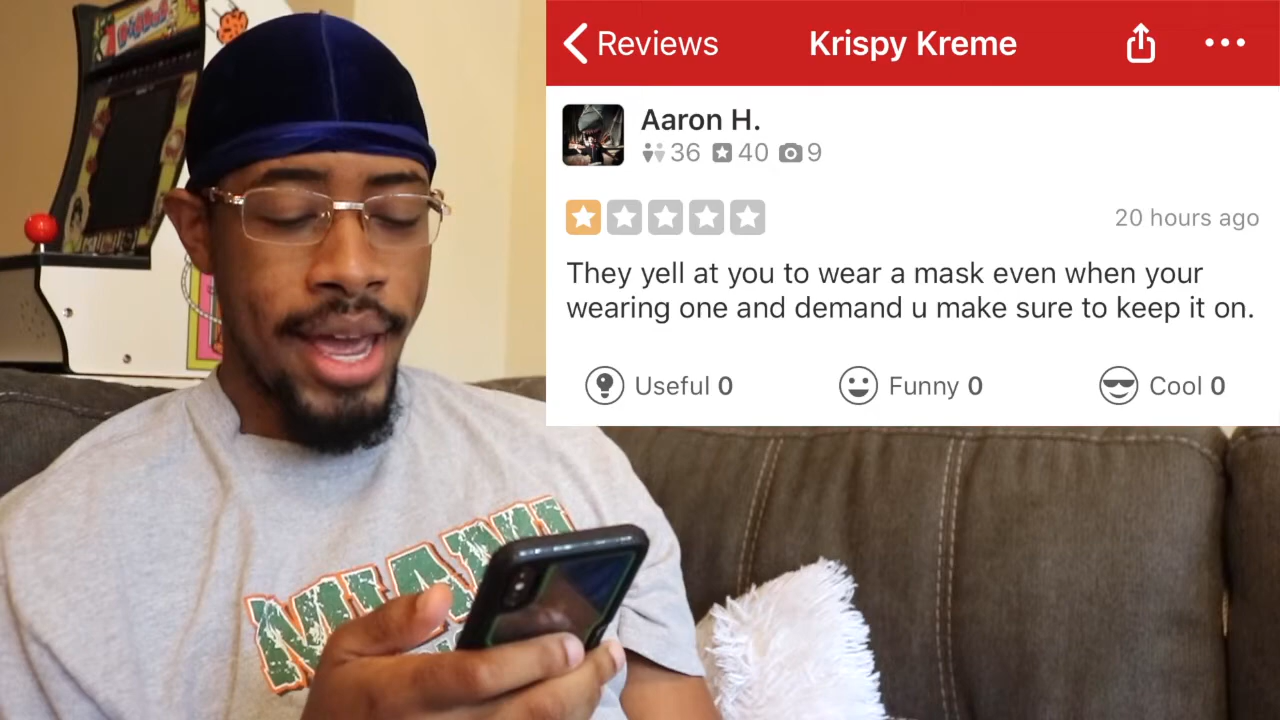 Reviews
Krispy Kreme
Aaron H.
36 40 9
20 hours ago
They yell at you to wear a mask even when your
wearing one and demand u make sure to keep it on.
Useful 0
Funny 0
Cool 0
MIAMI